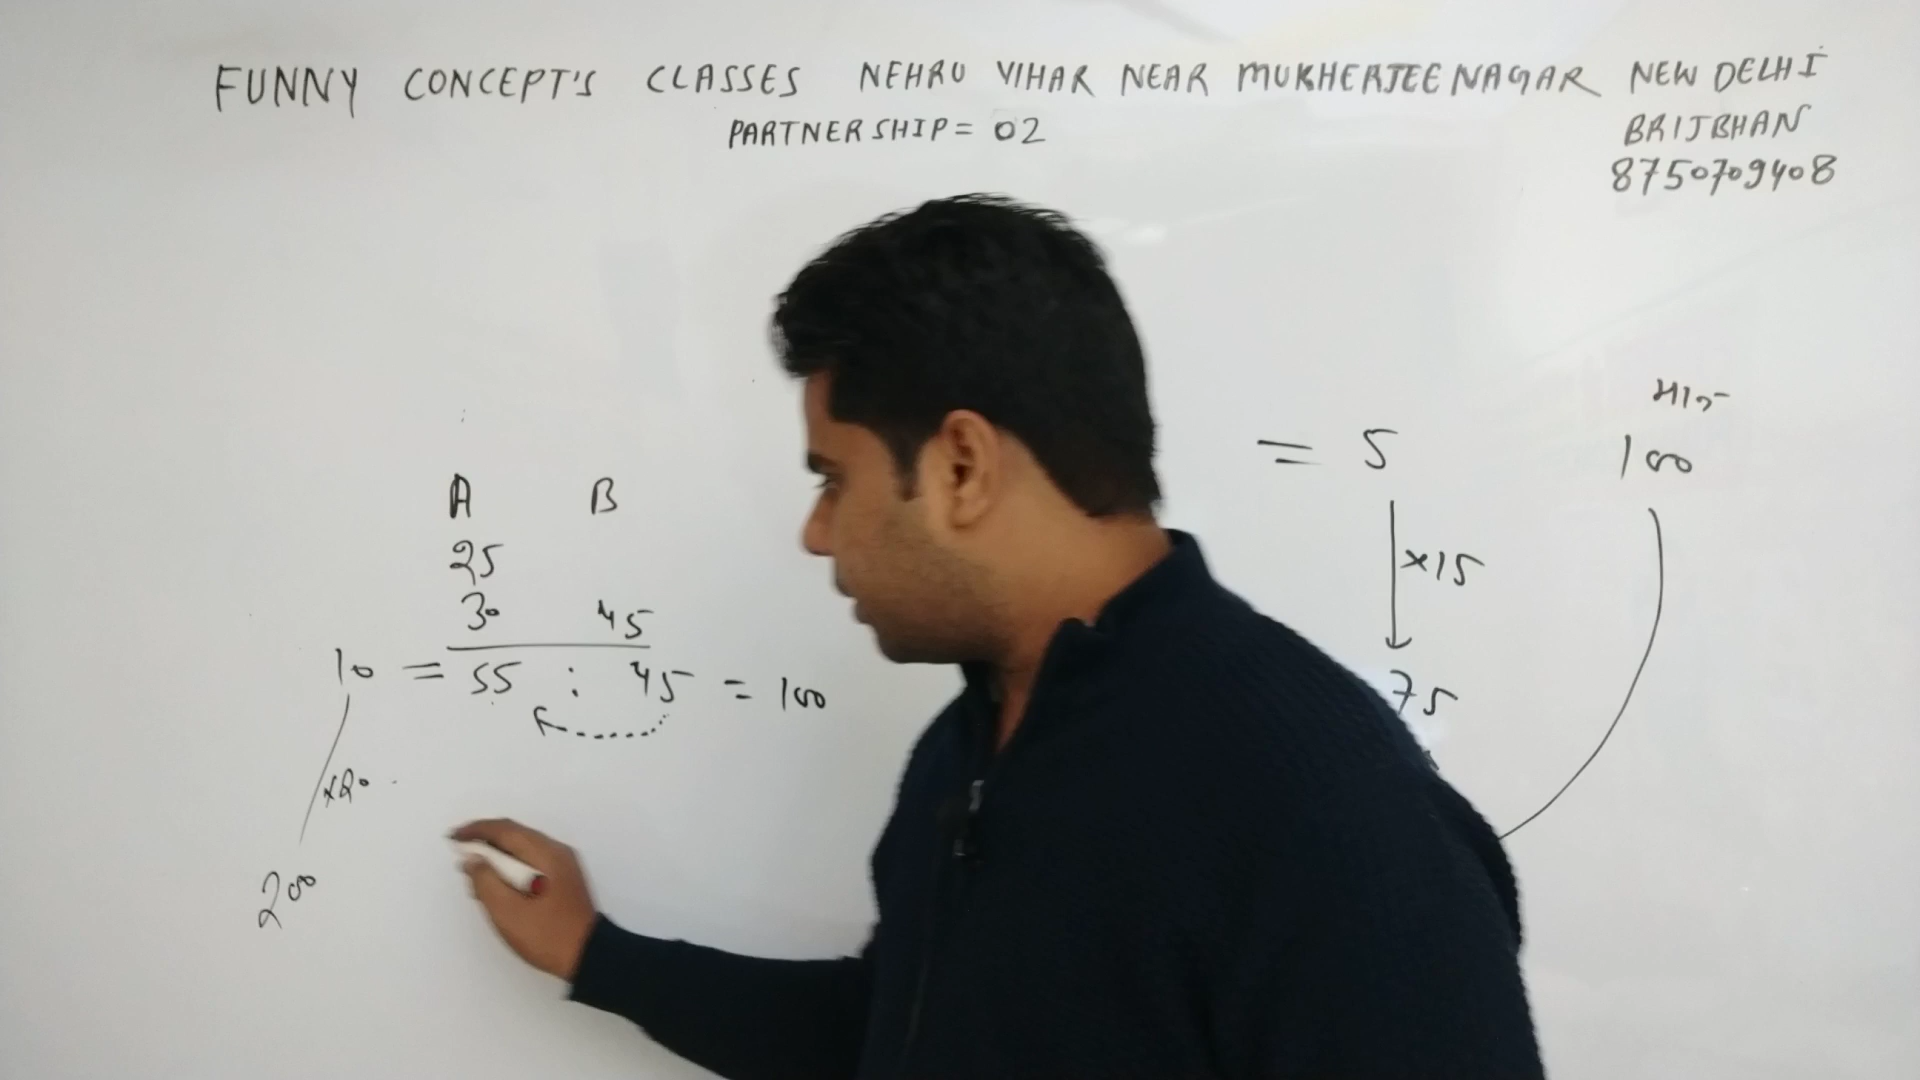 FUNNY CONCEPT'S CLASSES NEHRU VIHAR NEAR MUKHERJEE NAGAR NEW DELHI
PARTNERSHIP = 02
BRIJBHAN
8750709408
= 5 100
A B
25
×15
30 45
10 = 55 : 45 = 100
75
×20
200